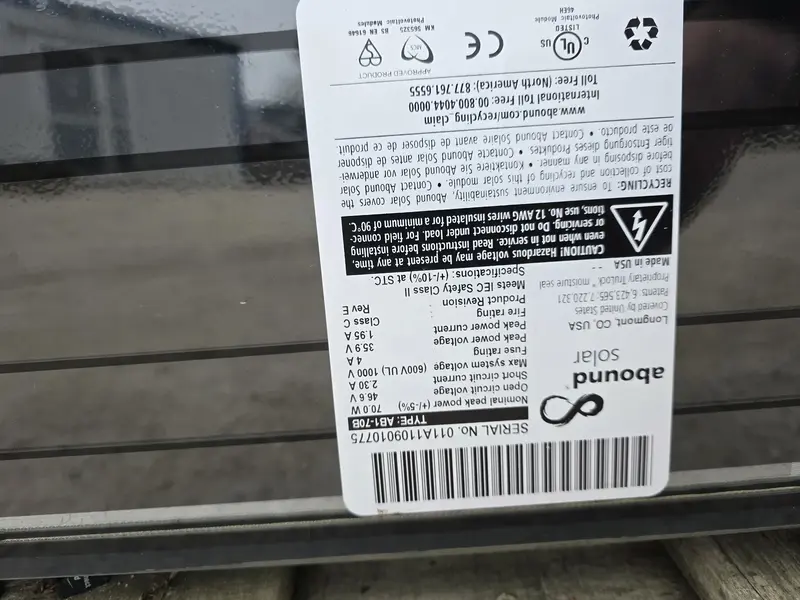 SERIAL No. 011A11109010775
abound
solar
Longmont, CO, USA
Covered by United States
Patents 6,423,565; 7,220,321
Proprietary TruLock™ moisture seal
Made in USA
TYPE: AB1-70B
Nominal peak power (+/-5%) 70.0 W
Open circuit voltage 46.6 V
Short circuit current 2.30 A
Max system voltage (600V UL) 1000 V
Fuse rating 4 A
Peak power voltage 35.9 V
Peak power current 1.95 A
Fire rating Class C
Product Revision Rev E
Meets IEC Safety Class II
Specifications: (+/-10%) at STC.
CAUTION! Hazardous voltage may be present at any time,
even when not in service. Read instructions before installing
or servicing. Do not disconnect under load. For field connec-
tions, use, No. 12 AWG wires insulated for a minimum of 90°C
RECYCLING: To ensure environment sustainability, Abound Solar covers the
cost of collection and recycling of this solar module. • Contact Abound Solar
before disposing in any manner. • Kontaktiere Sie Abound Solar vor anderwei-
tiger Entsorgung dieses Produktes. • Contacte Abound Solar antes de disponer
de este producto. • Contact Abound Solaire avant de disposer de ce produit.
www.abound.com/recycling_claim
International Toll Free: 00.800.4044.0000
Toll Free: (North America): 877.761.6555
C UL US
LISTED
Photovoltaic Module
46EH
CE
APPROVED PRODUCT
MCS
KM 565325 BS EN 61646
Photovoltaic Modules